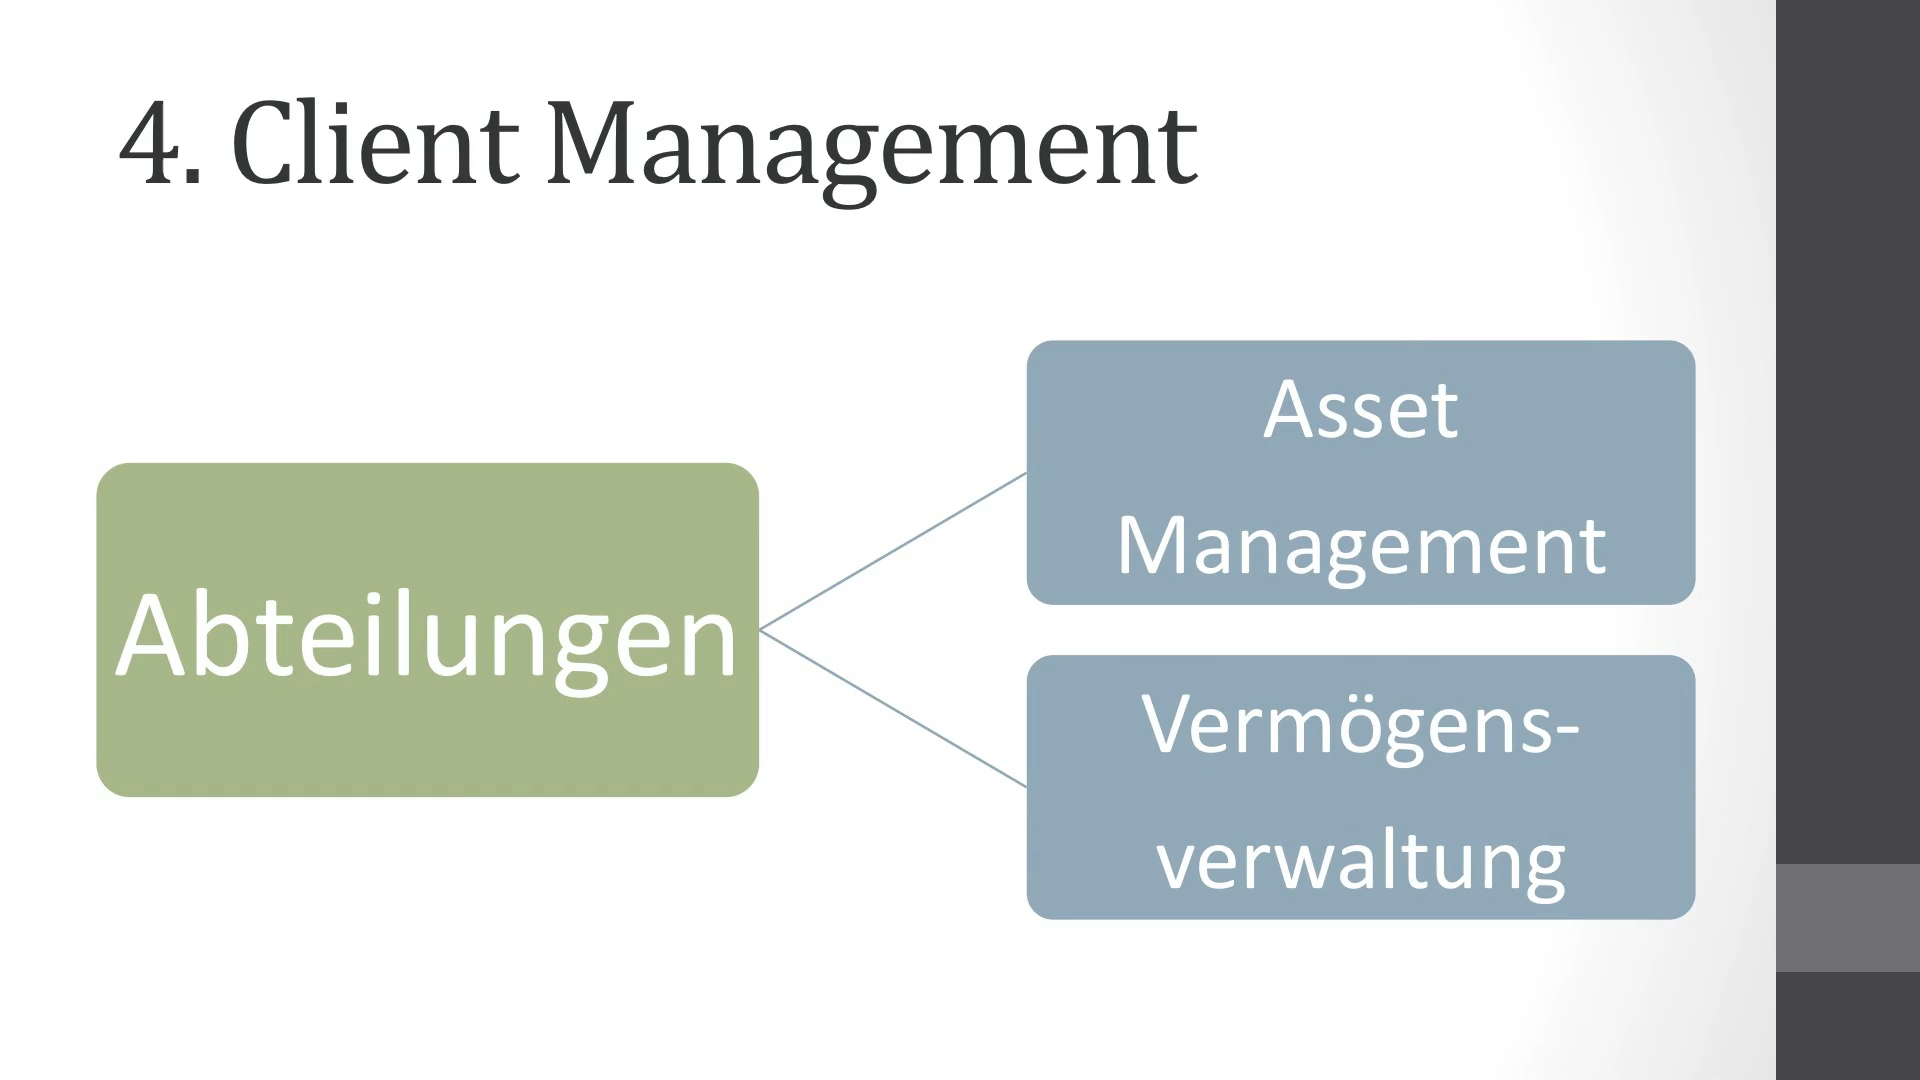 4. Client Management
Abteilungen
Asset
Management
Vermögens-
verwaltung